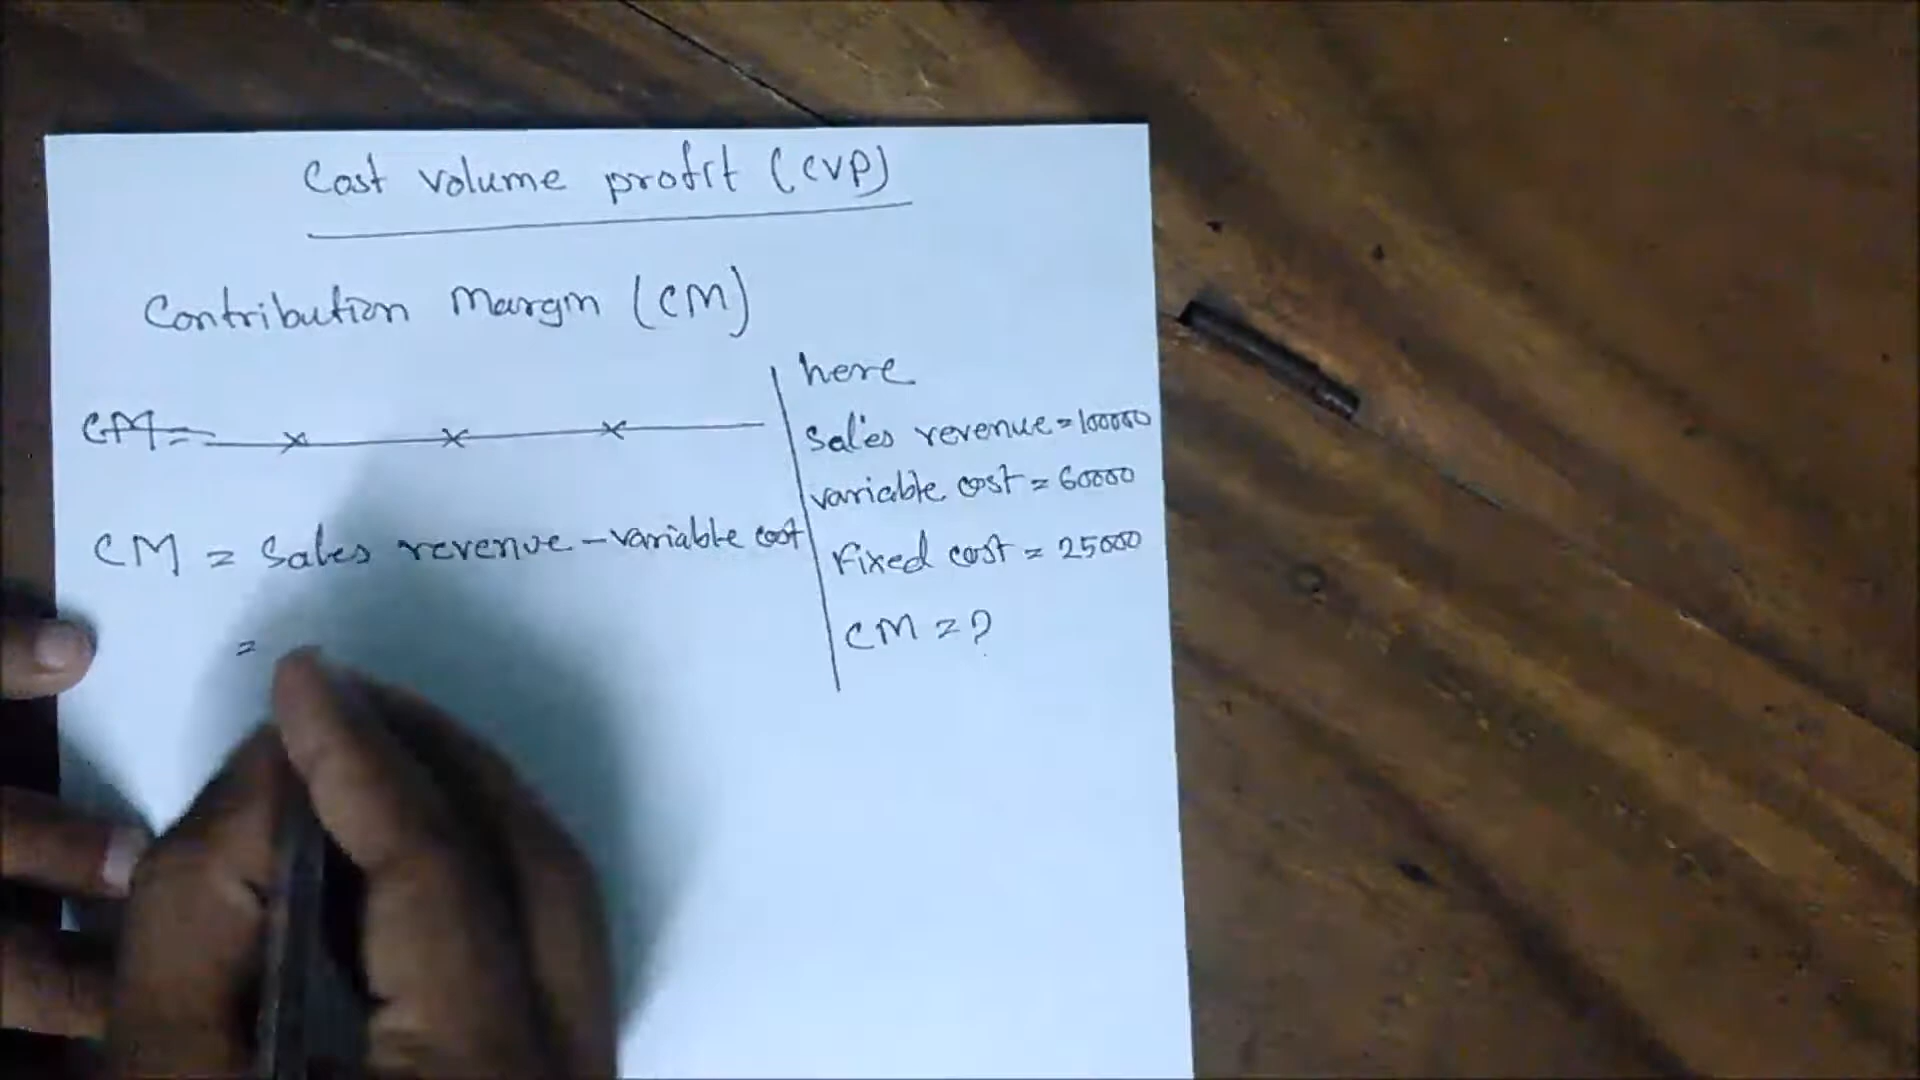 Cost volume profit (CVP)
Contribution Margin (CM)
CM =
CM = Sales revenue - variable cost
=
here
Sales revenue = 100000
variable cost = 60000
Fixed cost = 25000
CM = ?